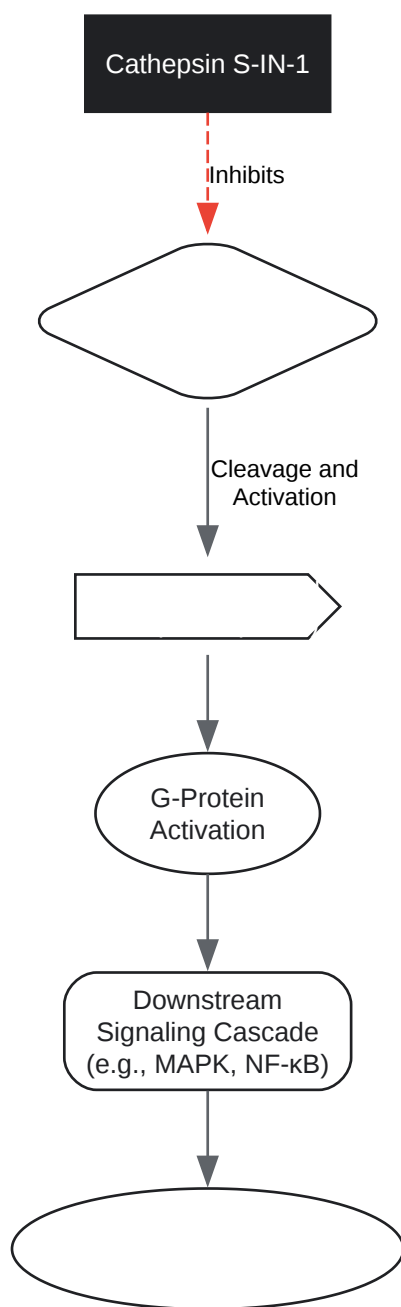 Cathepsin S-IN-1
Inhibits
Cleavage and
Activation
G-Protein
Activation
Downstream
Signaling Cascade
(e.g., MAPK, NF-κB)